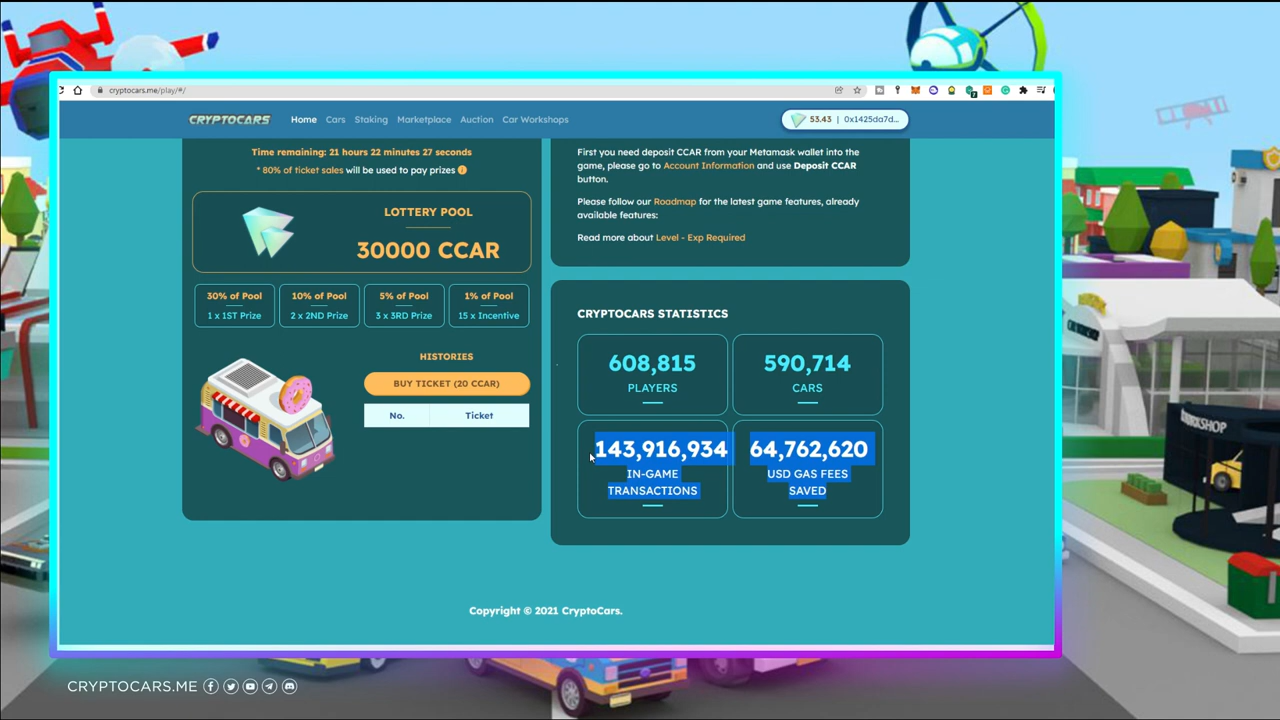 cryptocars.me/play/#/
CRYPTOCARS
Home Cars Staking Marketplace Auction Car Workshops
53.43 | 0x1425da7d...
Time remaining: 21 hours 22 minutes 27 seconds
* 80% of ticket sales will be used to pay prizes
LOTTERY POOL
30000 CCAR
30% of Pool
1 x 1ST Prize
10% of Pool
2 x 2ND Prize
5% of Pool
3 x 3RD Prize
1% of Pool
15 x Incentive
HISTORIES
BUY TICKET (20 CCAR)
No. Ticket
First you need deposit CCAR from your Metamask wallet into the
game, please go to Account Information and use Deposit CCAR
button.
Please follow our Roadmap for the latest game features, already
available features:
Read more about Level - Exp Required
CRYPTOCARS STATISTICS
608,815
PLAYERS
590,714
CARS
143,916,934
IN-GAME
TRANSACTIONS
64,762,620
USD GAS FEES
SAVED
Copyright © 2021 CryptoCars.
WORKSHOP
CRYPTOCARS.ME